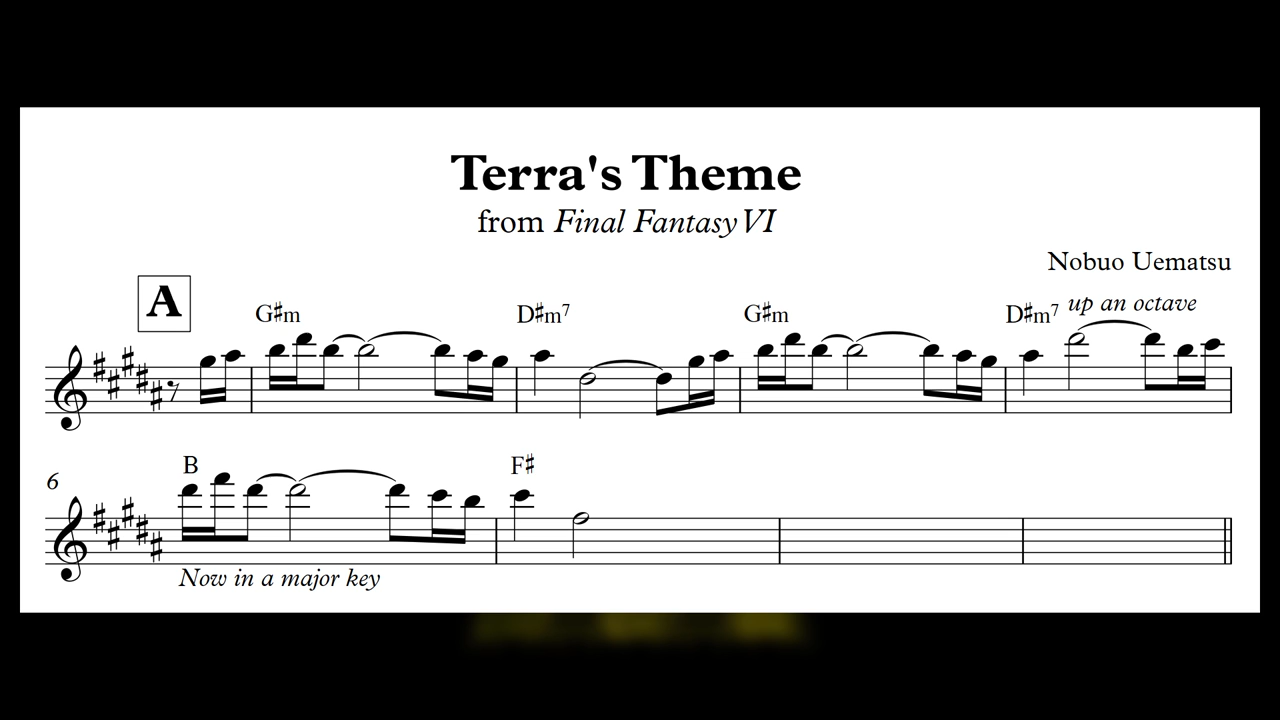 Terra's Theme
from Final Fantasy VI
Nobuo Uematsu
A
G♯m D♯m7 G♯m D♯m7 up an octave
6
B F♯
Now in a major key